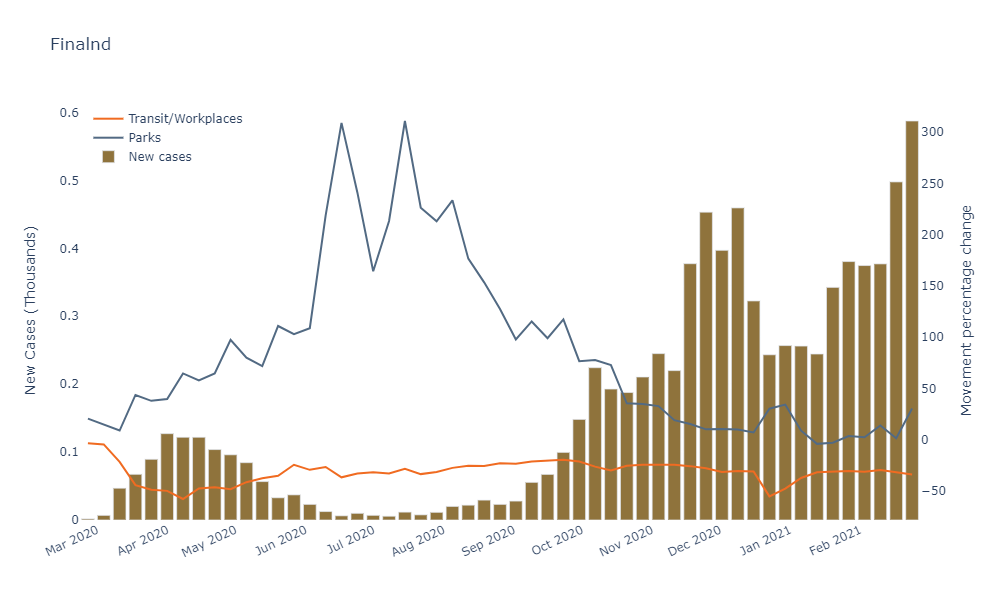 Finalnd
Transit/Workplaces
Parks
New cases
New Cases (Thousands)
0.6
0.5
0.4
0.3
0.2
0.1
0
Movement percentage change
300
250
200
150
100
50
0
−50
Mar 2020
Apr 2020
May 2020
Jun 2020
Jul 2020
Aug 2020
Sep 2020
Oct 2020
Nov 2020
Dec 2020
Jan 2021
Feb 2021